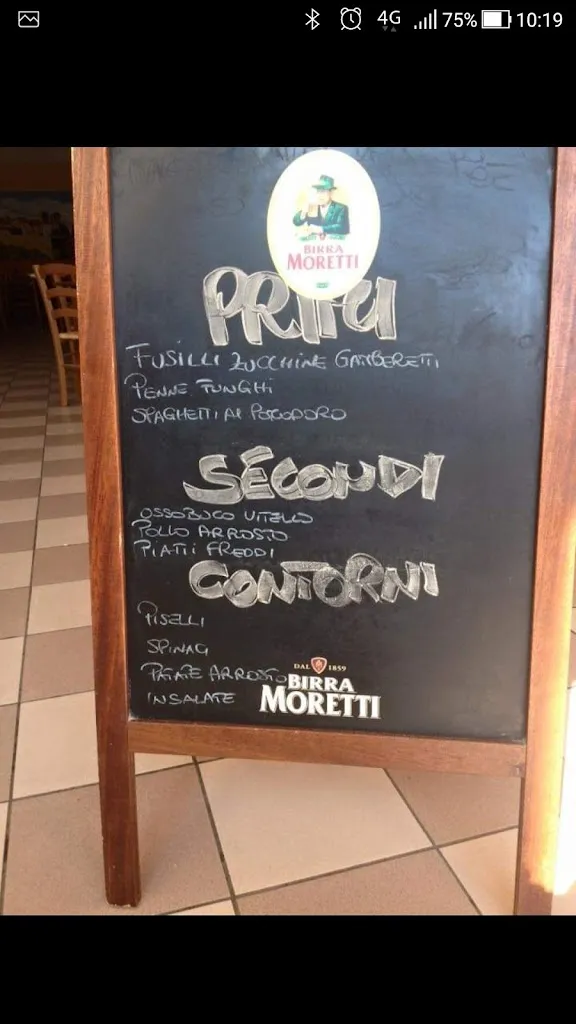 4G 75% 10:19
BIRRA
MORETTI
PRIMI
FUSILLI ZUCCHINE GAMBERETTI
PENNE FUNGHI
SPAGHETTI AL POMODORO
SECONDI
OSSOBUCO VITELLO
POLLO ARROSTO
PIATTI FREDDI
CONTORNI
PISELLI
SPINACI
PATATE ARROSTO
INSALATE
DAL 1859
BIRRA
MORETTI